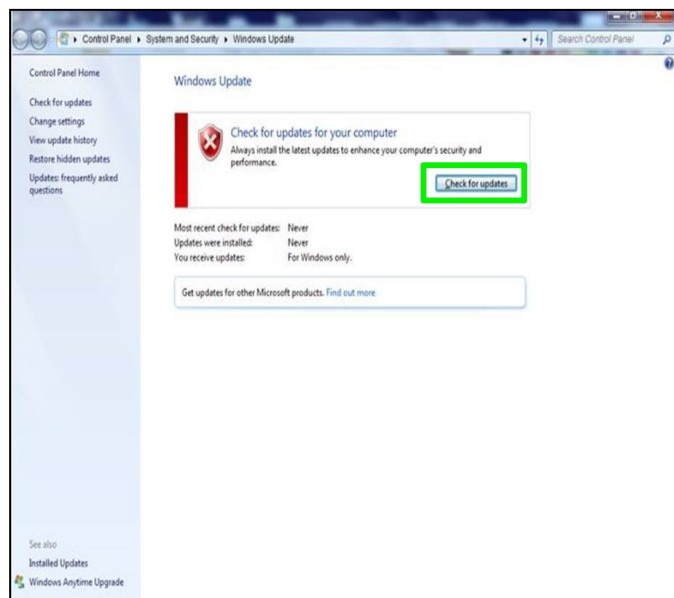 Control Panel ▸ System and Security ▸ Windows Update
Search Control Panel
Control Panel Home
Check for updates
Change settings
View update history
Restore hidden updates
Updates: frequently asked
questions
Windows Update
Check for updates for your computer
Always install the latest updates to enhance your computer's security and
performance.
Check for updates
Most recent check for updates: Never
Updates were installed: Never
You receive updates: For Windows only.
Get updates for other Microsoft products. Find out more
See also
Installed Updates
Windows Anytime Upgrade